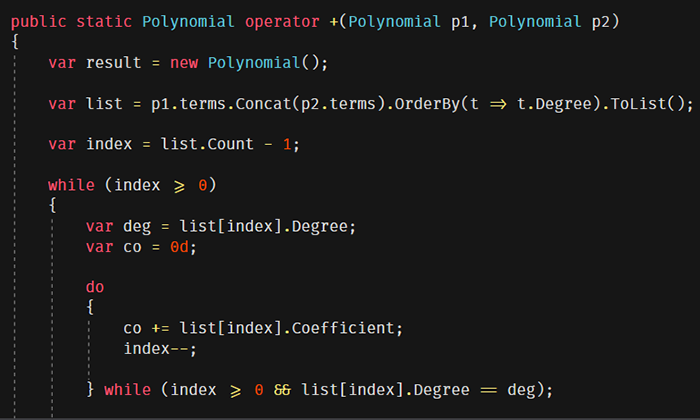 public static Polynomial operator +(Polynomial p1, Polynomial p2)
{
var result = new Polynomial();
var list = p1.terms.Concat(p2.terms).OrderBy(t => t.Degree).ToList();
var index = list.Count - 1;
while (index >= 0)
{
var deg = list[index].Degree;
var co = 0d;
do
{
co += list[index].Coefficient;
index--;
} while (index >= 0 && list[index].Degree == deg);